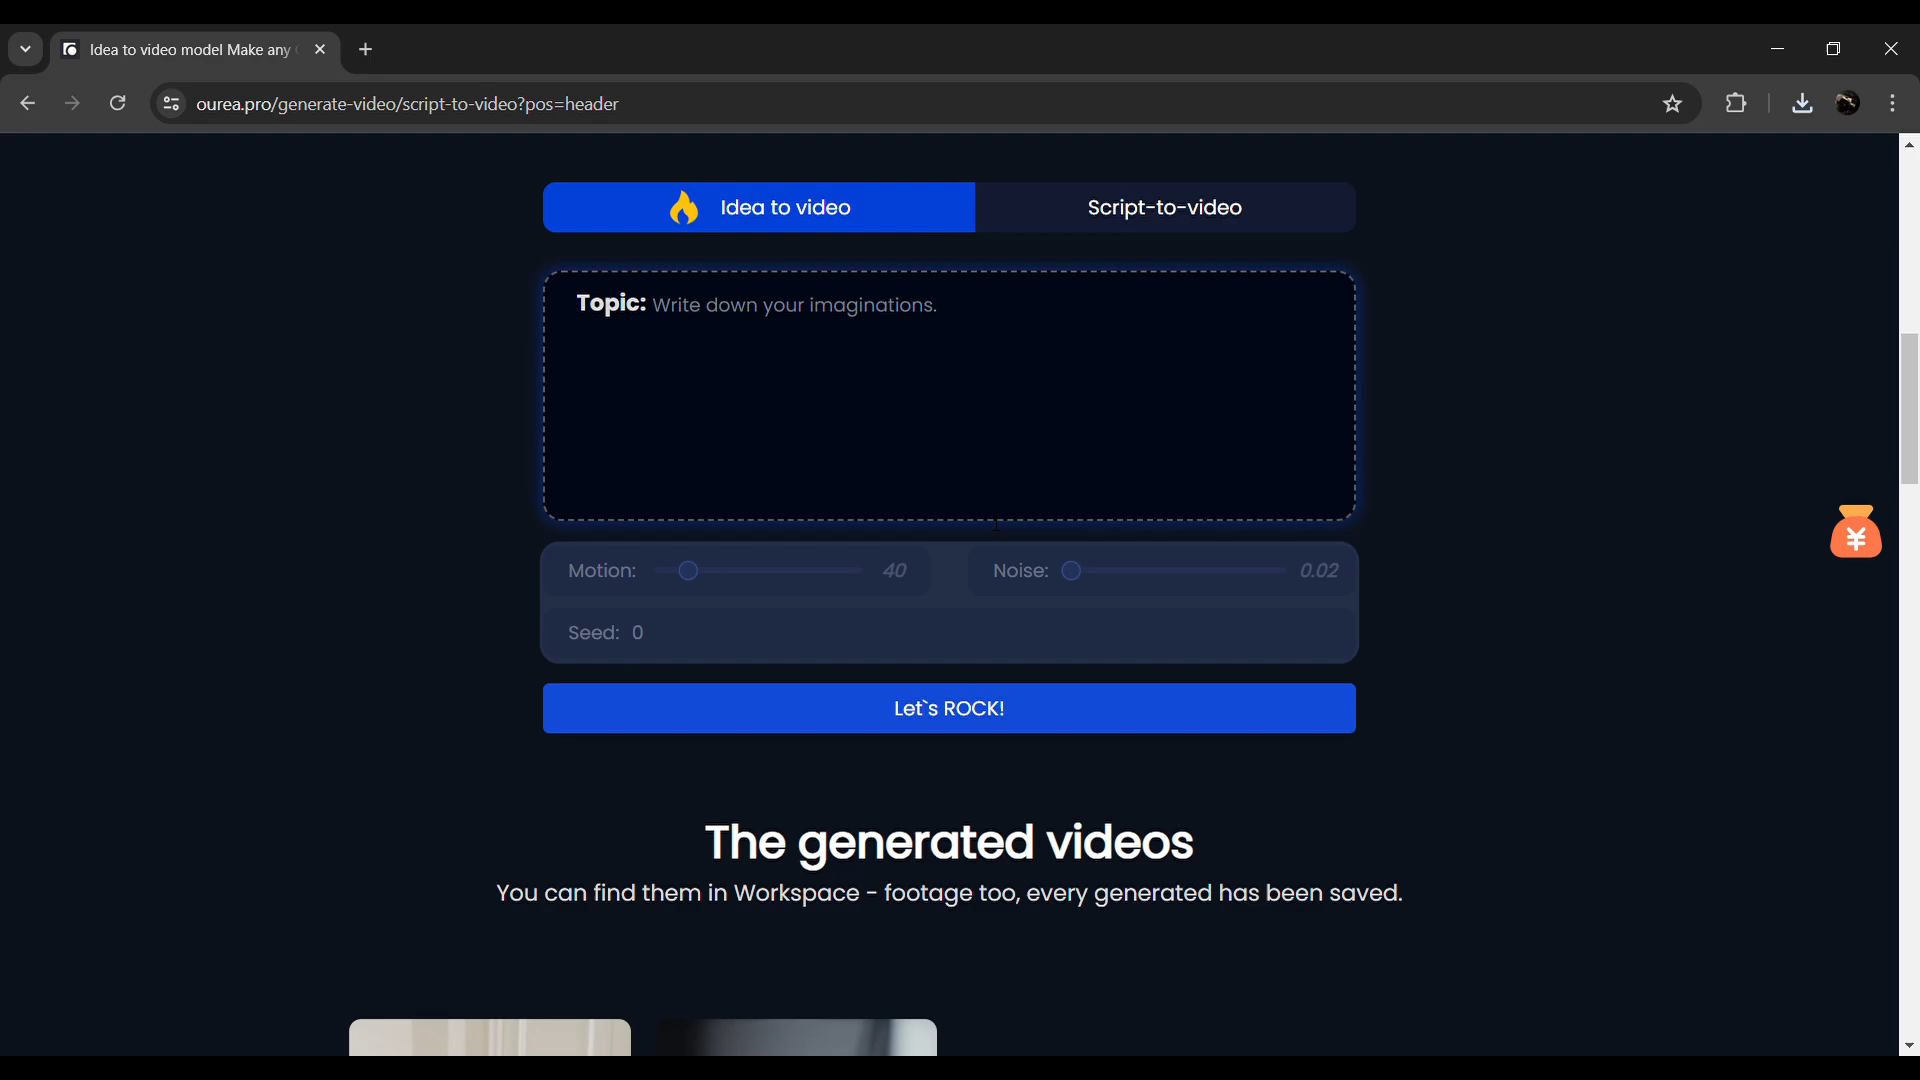 Idea to video model Make any
ourea.pro/generate-video/script-to-video?pos=header
Idea to video
Script-to-video
Topic: Write down your imaginations.
Motion: 40
Noise: 0.02
Seed: 0
Let`s ROCK!
The generated videos
You can find them in Workspace - footage too, every generated has been saved.
¥